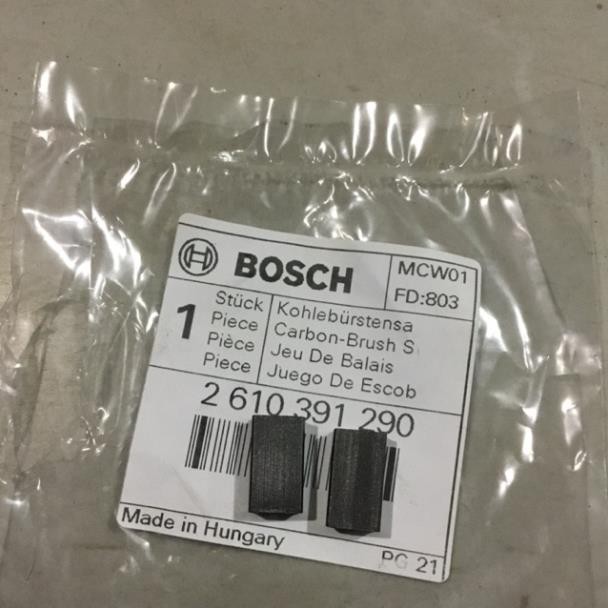 BOSCH
MCW01
FD:803
1
Stück
Piece
Pièce
Piece
Kohlebürstensa
Carbon-Brush S
Jeu De Balais
Juego De Escob
2 610 391 290
Made in Hungary
PG 21